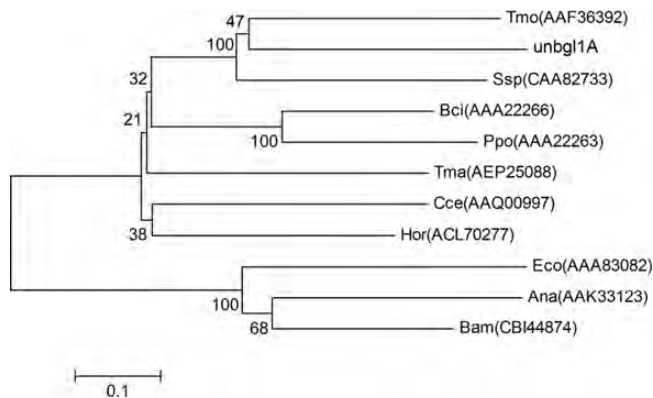 47
Tmo(AAF36392)
100
unbgl1A
32
Ssp(CAA82733)
Bci(AAA22266)
21
100
Ppo(AAA22263)
Tma(AEP25088)
Cce(AAQ00997)
38
Hor(ACL70277)
Eco(AAA83082)
100
Ana(AAK33123)
68
Bam(CBI44874)
0.1